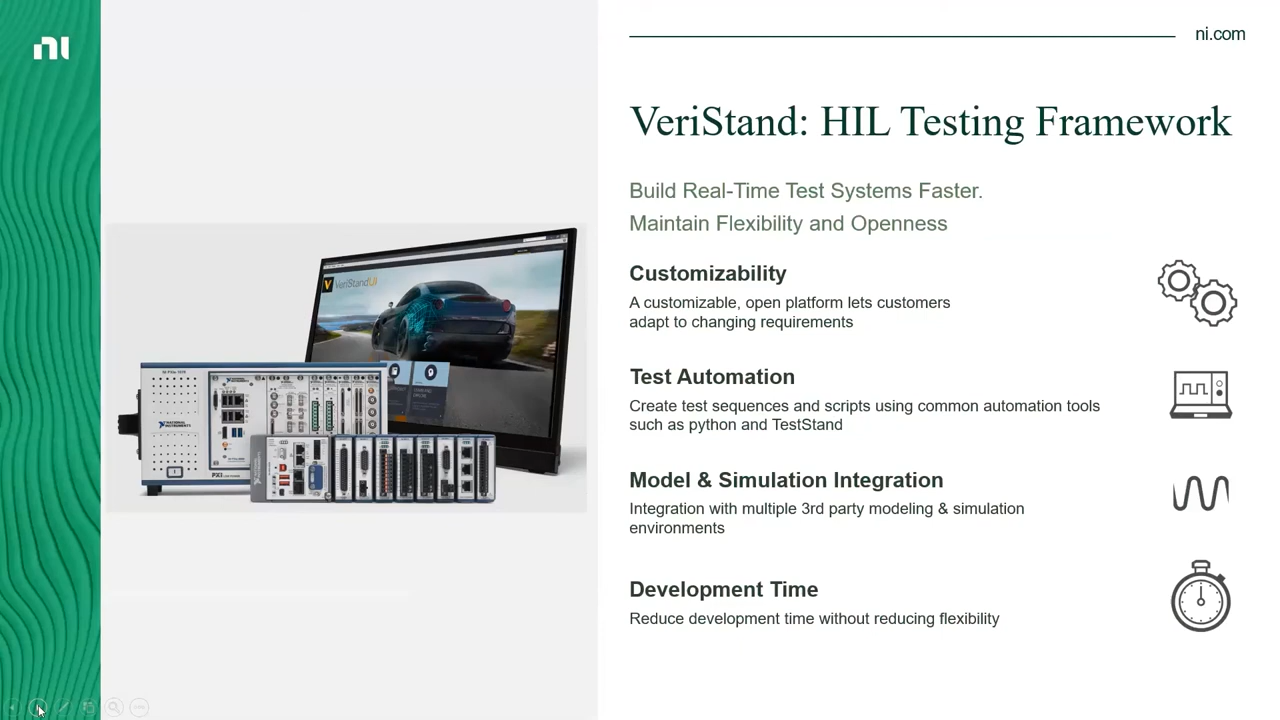 ni
ni.com
VeriStand: HIL Testing Framework
Build Real-Time Test Systems Faster.
Maintain Flexibility and Openness
Customizability
A customizable, open platform lets customers
adapt to changing requirements
Test Automation
Create test sequences and scripts using common automation tools
such as python and TestStand
Model & Simulation Integration
Integration with multiple 3rd party modeling & simulation
environments
Development Time
Reduce development time without reducing flexibility
VeriStandUI
NATIONAL
INSTRUMENTS
PXI